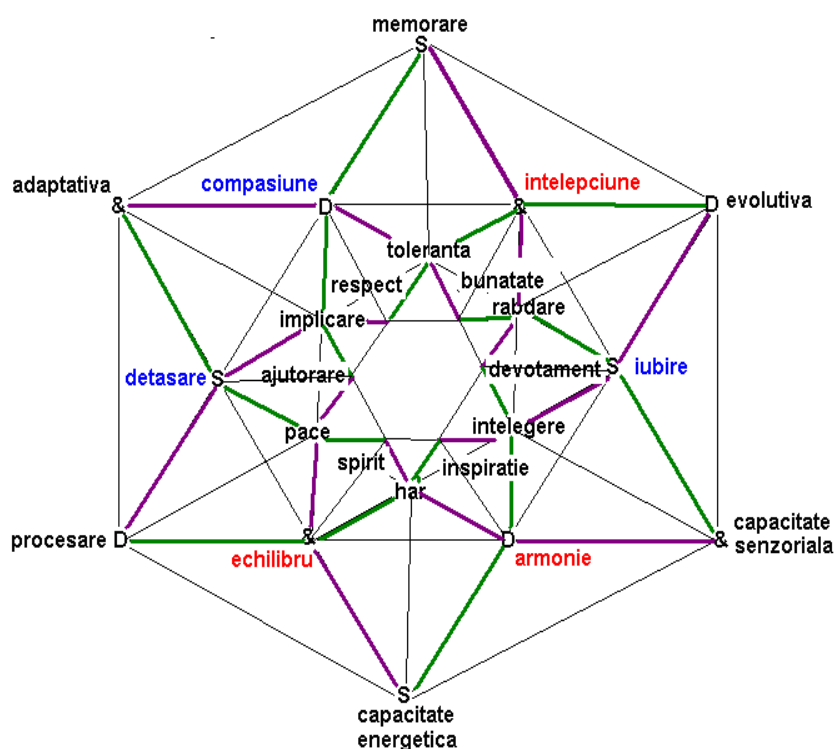 memorare
S
adaptativa
compasiune
intelepciune
& D & D evolutiva
toleranta
respect
bunatate
rabdare
implicare
detasare S ajutorare devotament S iubire
pace
intelegere
spirit
inspiratie
har
procesare D & D & capacitate
senzoriala
echilibru
armonie
S
capacitate
energetica